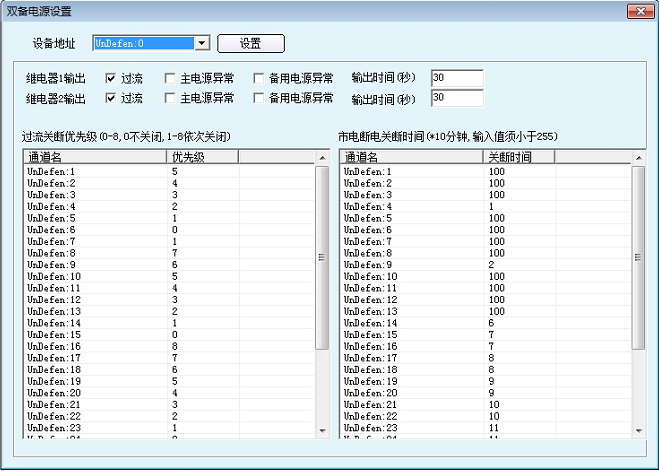 双备电源设置
设备地址 UnDefen:0 设置
继电器1输出 过流 主电源异常 备用电源异常 输出时间(秒) 30
继电器2输出 过流 主电源异常 备用电源异常 输出时间(秒) 30
过流关断优先级(0-8,0不关闭,1-8依次关闭)
通道名 优先级
UnDefen:1 5
UnDefen:2 4
UnDefen:3 3
UnDefen:4 2
UnDefen:5 1
UnDefen:6 0
UnDefen:7 1
UnDefen:8 7
UnDefen:9 6
UnDefen:10 5
UnDefen:11 4
UnDefen:12 3
UnDefen:13 2
UnDefen:14 1
UnDefen:15 0
UnDefen:16 8
UnDefen:17 7
UnDefen:18 6
UnDefen:19 5
UnDefen:20 4
UnDefen:21 3
UnDefen:22 2
UnDefen:23 1
市电断电关断时间(*10分钟,输入值须小于255)
通道名 关断时间
UnDefen:1 100
UnDefen:2 100
UnDefen:3 100
UnDefen:4 1
UnDefen:5 100
UnDefen:6 100
UnDefen:7 100
UnDefen:8 100
UnDefen:9 2
UnDefen:10 100
UnDefen:11 100
UnDefen:12 100
UnDefen:13 100
UnDefen:14 6
UnDefen:15 7
UnDefen:16 7
UnDefen:17 8
UnDefen:18 8
UnDefen:19 9
UnDefen:20 9
UnDefen:21 10
UnDefen:22 10
UnDefen:23 11